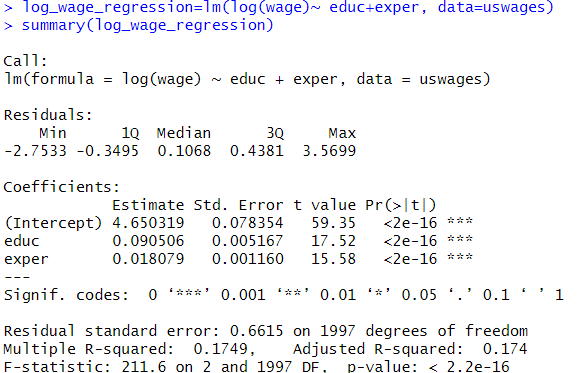 > log_wage_regression=lm(log(wage)~ educ+exper, data=uswages)
> summary(log_wage_regression)
Call:
lm(formula = log(wage) ~ educ + exper, data = uswages)
Residuals:
    Min      1Q  Median      3Q     Max
-2.7533 -0.3495  0.1068  0.4381  3.5699
Coefficients:
            Estimate Std. Error t value Pr(>|t|)
(Intercept) 4.650319   0.078354   59.35   <2e-16 ***
educ        0.090506   0.005167   17.52   <2e-16 ***
exper       0.018079   0.001160   15.58   <2e-16 ***
---
Signif. codes:  0 ‘***’ 0.001 ‘**’ 0.01 ‘*’ 0.05 ‘.’ 0.1 ‘ ’ 1
Residual standard error: 0.6615 on 1997 degrees of freedom
Multiple R-squared:  0.1749,    Adjusted R-squared:  0.174
F-statistic: 211.6 on 2 and 1997 DF,  p-value: < 2.2e-16